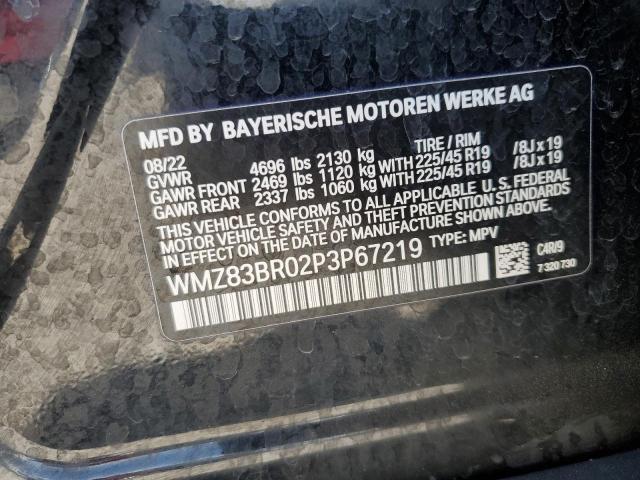 MFD BY BAYERISCHE MOTOREN WERKE AG
08/22 TIRE / RIM
GVWR 4696 lbs 2130 kg
GAWR FRONT 2469 lbs 1120 kg WITH 225/45 R19 /8J x 19
GAWR REAR 2337 lbs 1060 kg WITH 225/45 R19 /8J x 19
THIS VEHICLE CONFORMS TO ALL APPLICABLE U. S. FEDERAL
MOTOR VEHICLE SAFETY AND THEFT PREVENTION STANDARDS
IN EFFECT ON THE DATE OF MANUFACTURE SHOWN ABOVE.
WMZ83BR02P3P67219 TYPE: MPV
C4R/9
7 320 730